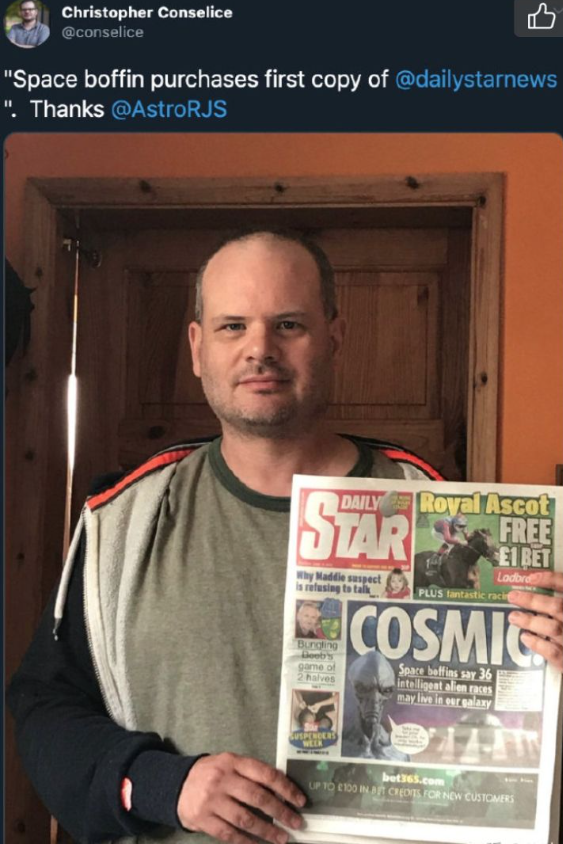 Christopher Conselice
@conselice
"Space boffin purchases first copy of @dailystarnews
". Thanks @AstroRJS
DAILY
STAR
Royal Ascot
FREE
£1 BET
PLUS fantastic
Why Maddie suspect
is refusing to talk
COSMIC
Space boffins say 36
intelligent alien races
may live in our galaxy
Bungling
game of
2 halves
SUSPENDERS
WEEK
bet365.com
UP TO £100 IN BET CREDITS FOR NEW CUSTOMERS